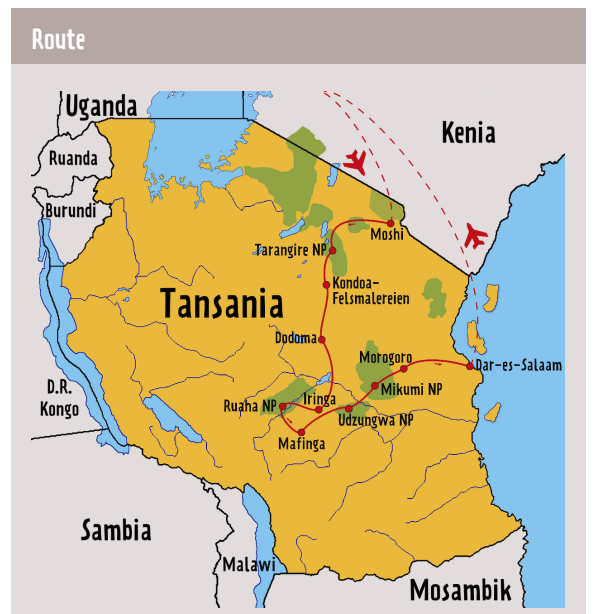 Route
Uganda
Kenia
Ruanda
Burundi
Moshi
Tarangire NP
Kondoa-
Felsmalereien
Tansania
Dodoma
Morogoro
Dar-es-Salaam
D.R.
Kongo
Mikumi NP
Iringa
Ruaha NP
Udzungwa NP
Mafinga
Sambia
Malawi
Mosambik